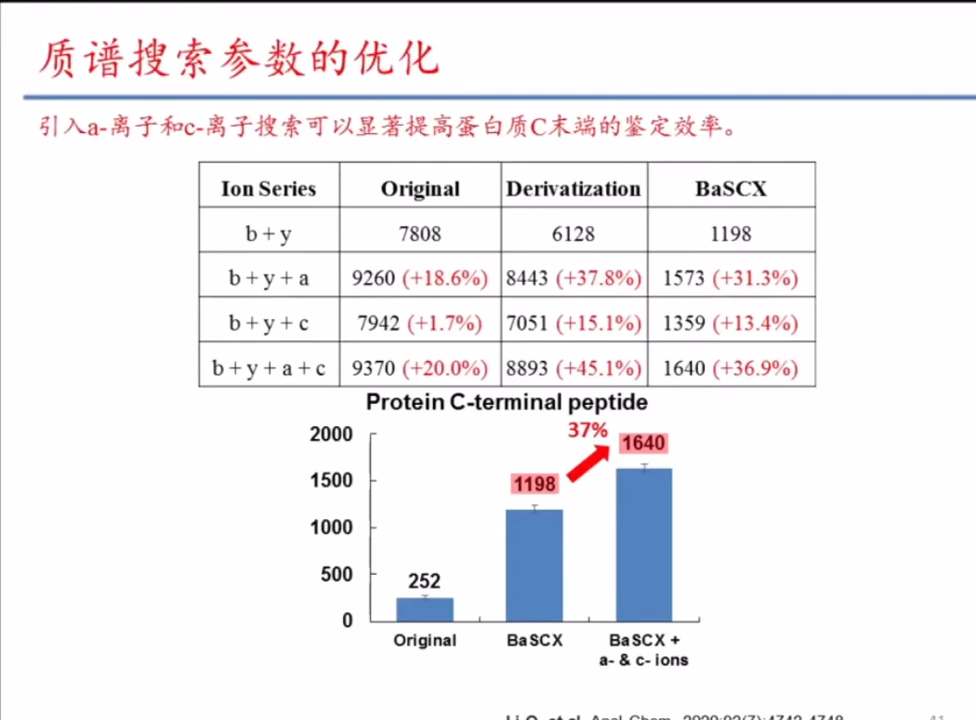 质谱搜索参数的优化
引入a-离子和c-离子搜索可以显著提高蛋白质C末端的鉴定效率。
Ion Series Original Derivatization BaSCX
b + y 7808 6128 1198
b + y + a 9260 (+18.6%) 8443 (+37.8%) 1573 (+31.3%)
b + y + c 7942 (+1.7%) 7051 (+15.1%) 1359 (+13.4%)
b + y + a + c 9370 (+20.0%) 8893 (+45.1%) 1640 (+36.9%)
Protein C-terminal peptide
2000
1500
1000
500
0
37%
1640
1198
252
Original
BaSCX
BaSCX +
a- & c- ions
41